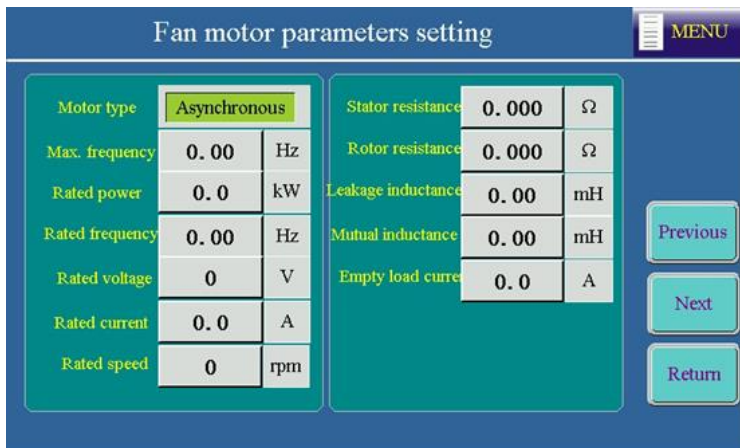 Fan motor parameters setting
MENU
Motor type Asynchronous
Max. frequency 0.00 Hz
Rated power 0.0 kW
Rated frequency 0.00 Hz
Rated voltage 0 V
Rated current 0.0 A
Rated speed 0 rpm
Stator resistance 0.000 Ω
Rotor resistance 0.000 Ω
Leakage inductance 0.00 mH
Mutual inductance 0.00 mH
Empty load curre 0.0 A
Previous
Next
Return